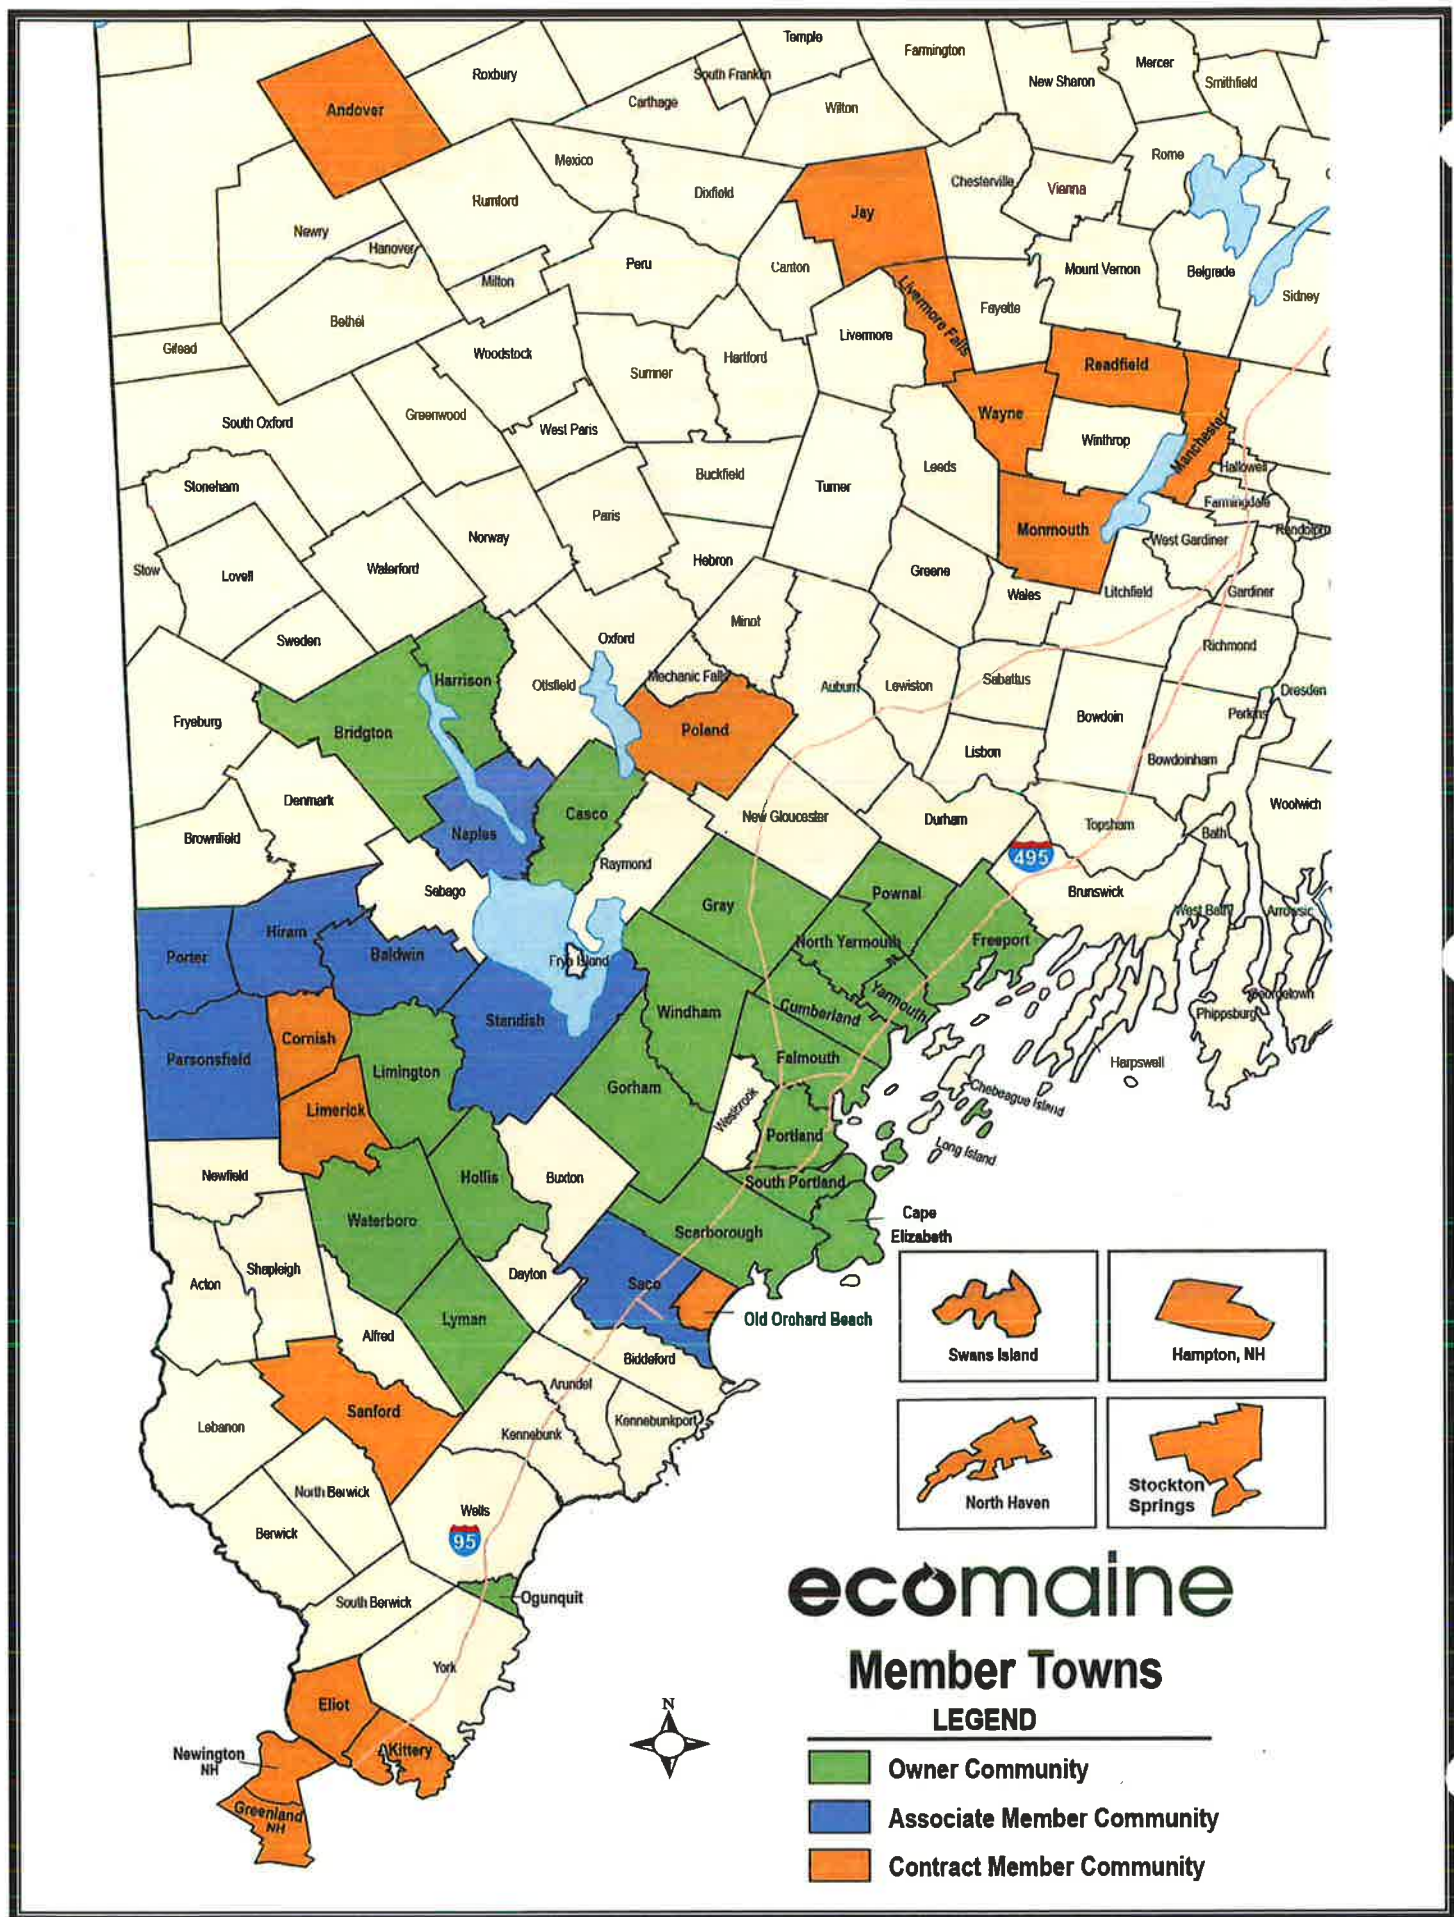 Temple
Farmington
Mercer
Roxbury
South Franklin
New Sharon
Smithfield
Carthage
Wilton
Andover
Mexico
Rome
Dixfield
Chesterville
Vienna
Rumford
Jay
Newry
Hanover
Peru
Canton
Mount Vernon
Belgrade
Milton
Sidney
Fayette
Livermore Falls
Bethel
Livermore
Gilead
Woodstock
Hartford
Readfield
Sumner
Greenwood
Wayne
South Oxford
West Paris
Winthrop
Manchester
Leeds
Hallowell
Buckfield
Stoneham
Turner
Farmingdale
Paris
Monmouth
Norway
West Gardiner
Hebron
Stow
Lovell
Waterford
Greene
Wales
Litchfield
Gardiner
Minot
Sweden
Oxford
Richmond
Harrison
Otisfield
Mechanic Falls
Auburn
Lewiston
Sabattus
Dresden
Fryeburg
Bridgton
Poland
Bowdoin
Perkins
Lisbon
Bowdoinham
Denmark
Casco
New Gloucester
Durham
Woolwich
Topsham
Bath
Brownfield
Naples
Raymond
495
Sebago
Pownal
Brunswick
Gray
West Bath
Arrowsic
Hiram
North Yarmouth
Freeport
Porter
Baldwin
Frye Island
Yarmouth
Georgetown
Standish
Windham
Cumberland
Phippsburg
Cornish
Parsonsfield
Falmouth
Harpswell
Limington
Gorham
Chebeague Island
Limerick
Westbrook
Portland
Long Island
Newfield
Hollis
Buxton
South Portland
Waterboro
Scarborough
Cape
Elizabeth
Shapleigh
Dayton
Acton
Saco
Lyman
Old Orchard Beach
Alfred
Biddeford
Swans Island
Hampton, NH
Arundel
Sanford
Kennebunkport
Lebanon
Kennebunk
North Berwick
Stockton
Springs
North Haven
Wells
Berwick
95
ecomaine
Ogunquit
South Berwick
York
Member Towns
Eliot
N
LEGEND
Newington
NH
Kittery
Owner Community
Greenland
NH
Associate Member Community
Contract Member Community